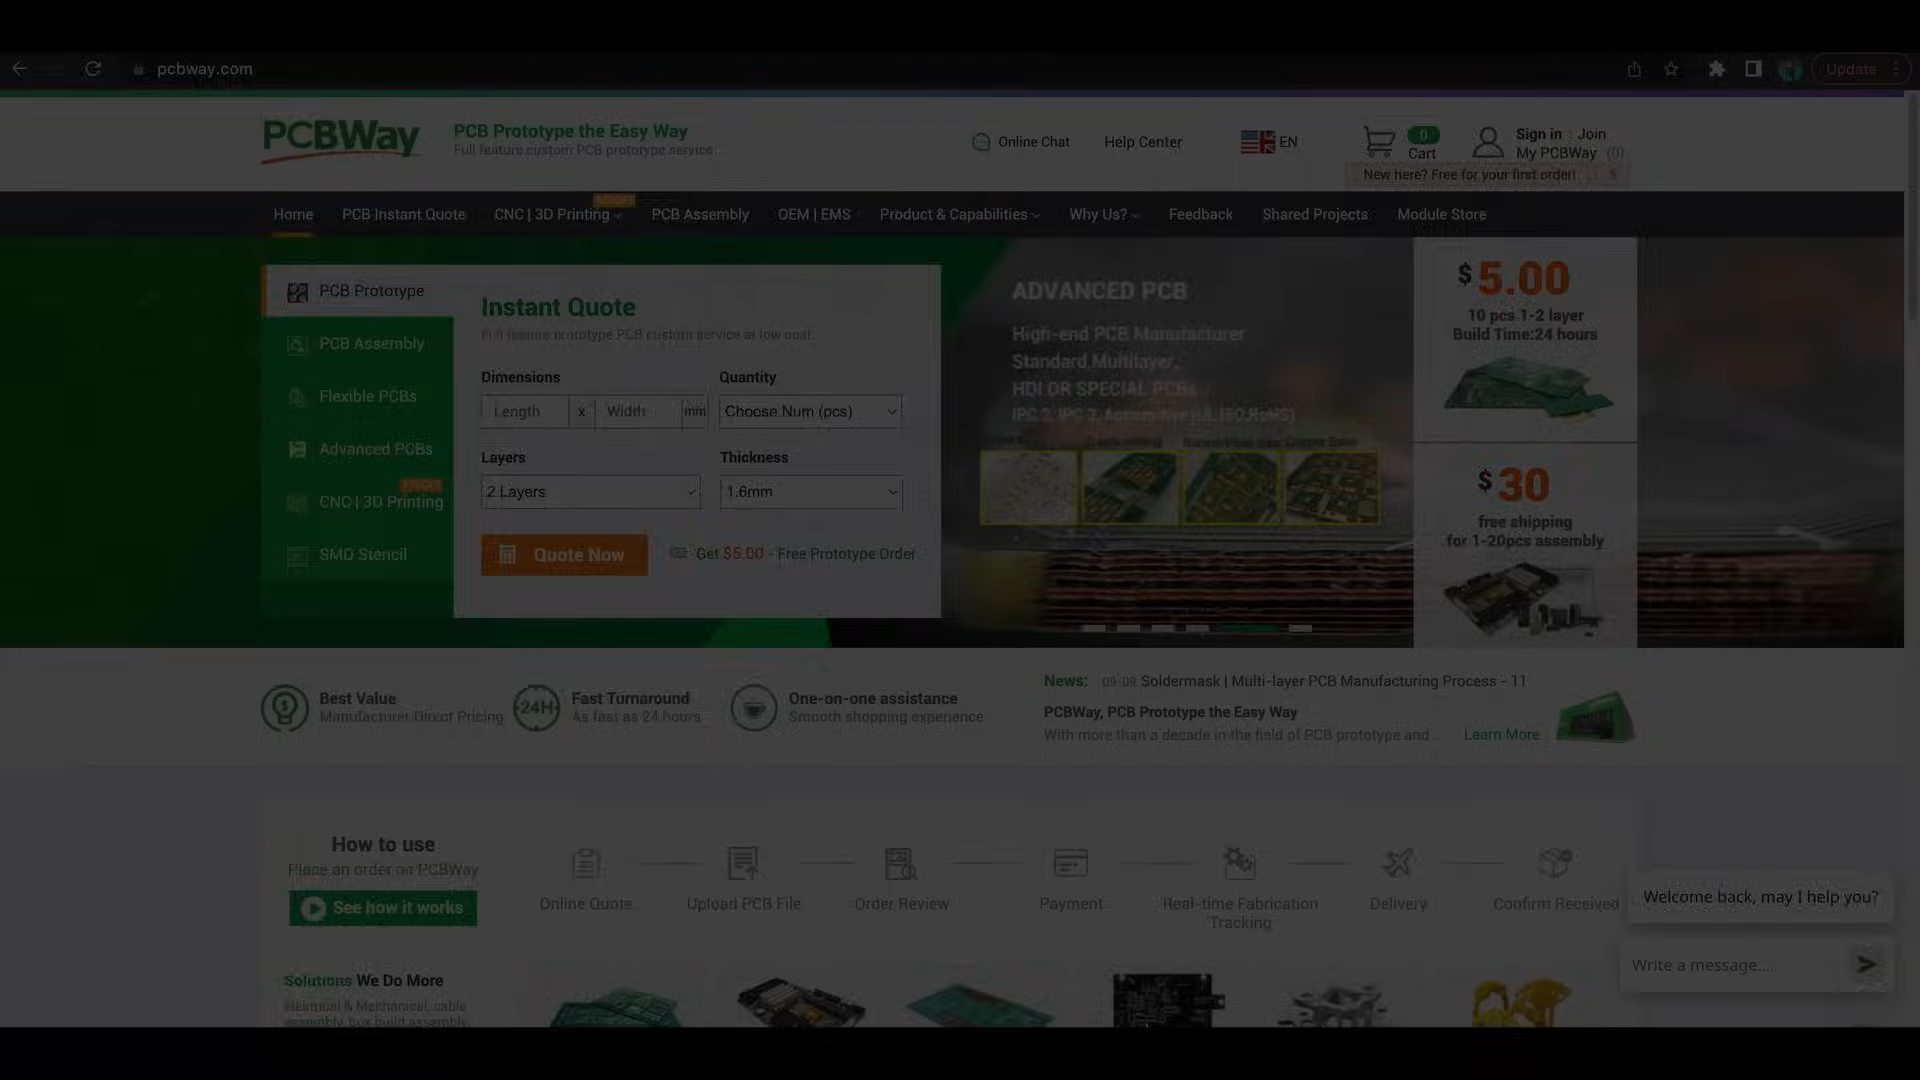 pcbway.com
Update
PCBWay
PCB Prototype the Easy Way
Full feature custom PCB prototype service.
Online Chat
Help Center
EN
0
Cart
Sign in
Join
My PCBWay (0)
New here? Free for your first order!
Home
PCB Instant Quote
CNC | 3D Printing
PCB Assembly
OEM | EMS
Product & Capabilities
Why Us?
Feedback
Shared Projects
Module Store
PCB Prototype
PCB Assembly
Flexible PCBs
Advanced PCBs
CNC | 3D Printing
SMD Stencil
Instant Quote
Full feature prototype PCB custom service at low cost.
Dimensions
Quantity
Length
x
Width
mm
Choose Num (pcs)
Layers
Thickness
2 Layers
1.6mm
Quote Now
Get $5.00 - Free Prototype Order
ADVANCED PCB
High-end PCB Manufacturer
Standard Multilayer,
HDI OR SPECIAL PCBs
$5.00
10 pcs 1-2 layer
Build Time:24 hours
$30
free shipping
for 1-20pcs assembly
Best Value
Manufacturer Direct Pricing
24H
Fast Turnaround
As fast as 24 hours
One-on-one assistance
Smooth shopping experience
News: 09-09 Soldermask | Multi-layer PCB Manufacturing Process - 11
PCBWay, PCB Prototype the Easy Way
With more than a decade in the field of PCB prototype and ...
Learn More
How to use
Place an order on PCBWay
See how it works
Online Quote
Upload PCB File
Order Review
Payment
Real-time Fabrication
Tracking
Delivery
Confirm Received
Welcome back, may I help you?
Write a message...
Solutions We Do More
Electrical & Mechanical, cable
assembly, box build assembly,